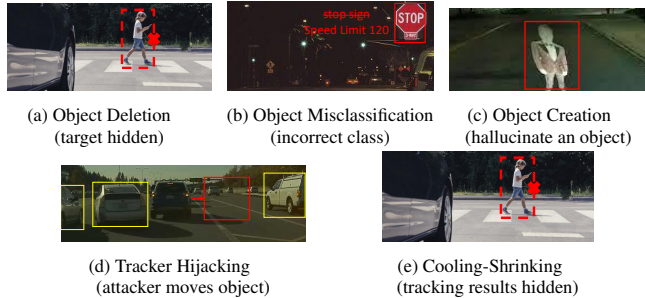 stop sign
Speed Limit 120
STOP
(a) Object Deletion
(target hidden)
(b) Object Misclassification
(incorrect class)
(c) Object Creation
(hallucinate an object)
(d) Tracker Hijacking
(attacker moves object)
(e) Cooling-Shrinking
(tracking results hidden)